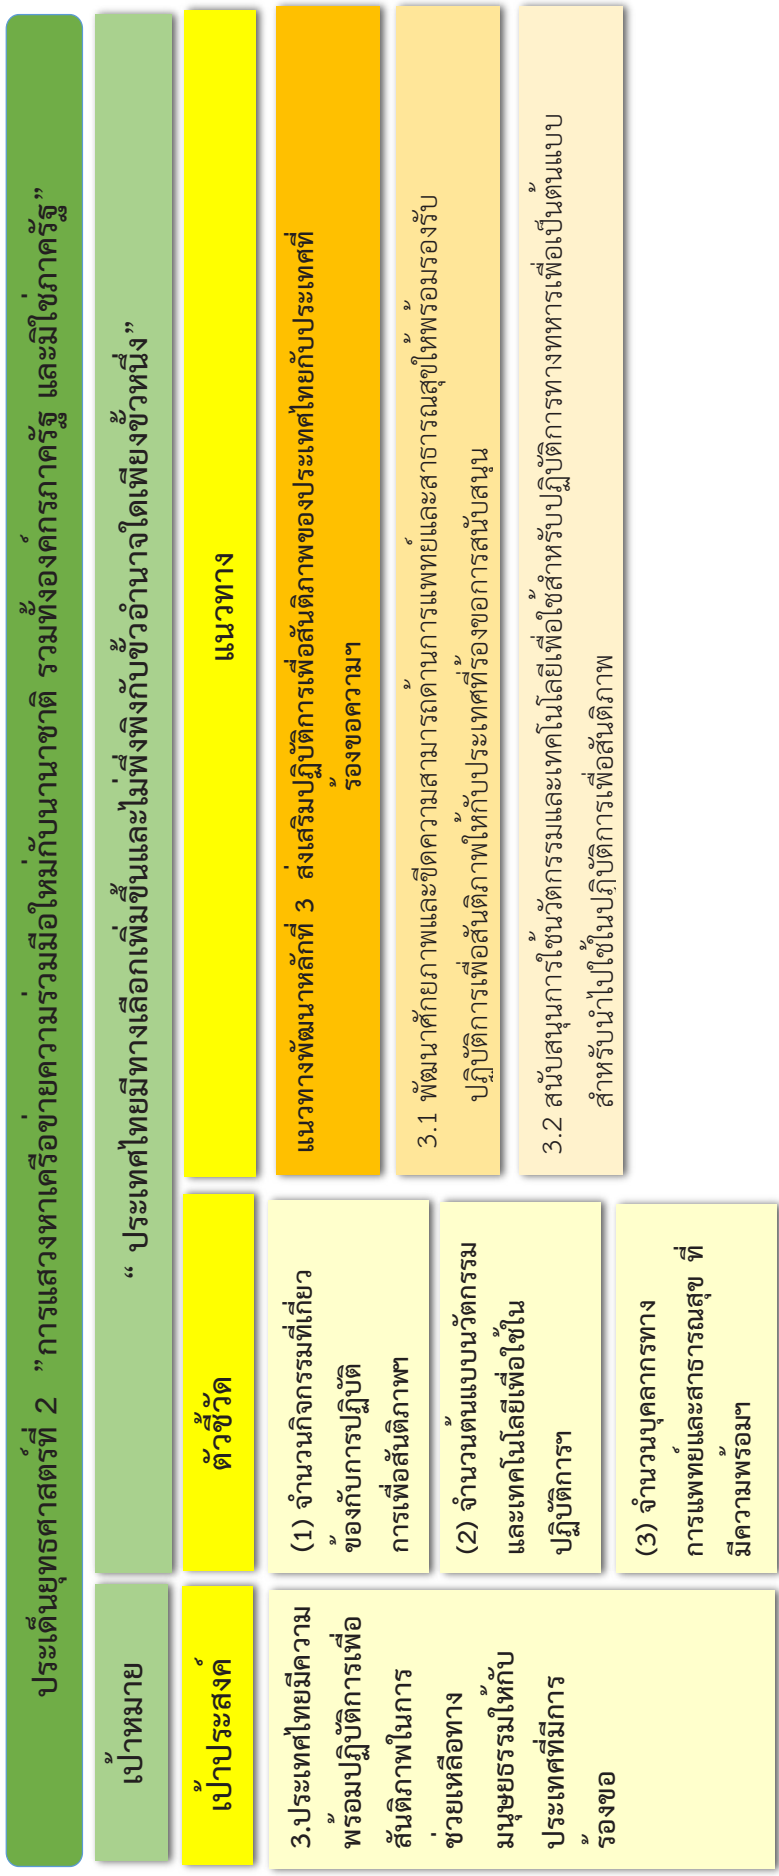 ประเด็นยุทธศาสตร์ที่ 2 ”การแสวงหาเครือข่ายความร่วมมือใหม่กับนานาชาติ รวมทั้งองค์กรภาครัฐ และมิใช่ภาครัฐ”
เป้าหมาย
“ ประเทศไทยมีทางเลือกเพิ่มขึ้นและไม่พึ่งพิงกับขั้วอำนาจใดเพียงขั้วหนึ่ง”
เป้าประสงค์
ตัวชี้วัด
แนวทาง
3.ประเทศไทยมีความ
พร้อมปฏิบัติการเพื่อ
สันติภาพในการ
ช่วยเหลือทาง
มนุษยธรรมให้กับ
ประเทศที่มีการ
ร้องขอ
(1) จำนวนกิจกรรมที่เกี่ยว
ข้องกับการปฏิบัติ
การเพื่อสันติภาพฯ
(2) จำนวนต้นแบบนวัตกรรม
และเทคโนโลยีเพื่อใช้ใน
ปฏิบัติการฯ
(3) จำนวนบุคลากรทาง
การแพทย์และสาธารณสุข ที่
มีความพร้อมฯ
แนวทางพัฒนาหลักที่ 3 ส่งเสริมปฏิบัติการเพื่อสันติภาพของประเทศไทยกับประเทศที่
ร้องขอความฯ
3.1 พัฒนาศักยภาพและขีดความสามารถด้านการแพทย์และสาธารณสุขให้พร้อมรองรับ
ปฏิบัติการเพื่อสันติภาพให้กับประเทศที่ร้องขอการสนับสนุน
3.2 สนับสนุนการใช้นวัตกรรมและเทคโนโลยีเพื่อใช้สำหรับปฏิบัติการทางทหารเพื่อเป็นต้นแบบ
สำหรับนำไปใช้ในปฏิบัติการเพื่อสันติภาพ